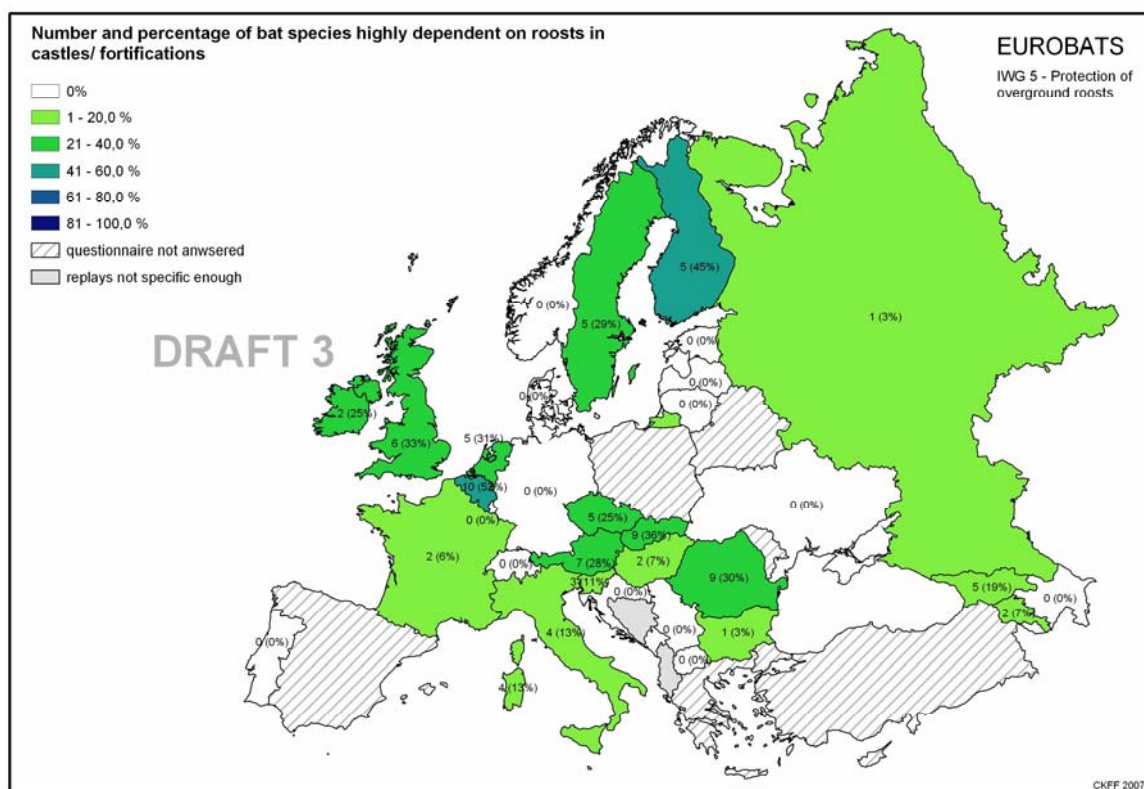 Number and percentage of bat species highly dependent on roosts in
castles/ fortifications
EUROBATS
IWG 5 - Protection of
overground roosts
0%
1 - 20,0 %
21 - 40,0 %
41 - 60,0 %
61 - 80,0 %
81 - 100,0 %
questionnaire not anwsered
replays not specific enough
DRAFT 3
5 (45%)
0 (0%)
1 (3%)
5 (29%)
0 (0%)
0 (0%)
0 (0%)
0 (0%)
2 (25%)
5 (31%)
6 (33%)
10 (52%)
0 (0%)
0 (0%)
0 (0%)
5 (25%)
9 (36%)
2 (6%)
7 (28%)
2 (7%)
0 (0%)
3 (11%)
0 (0%)
9 (30%)
5 (19%)
0 (0%)
2 (7%)
4 (13%)
0 (0%)
1 (3%)
0 (0%)
0 (0%)
4 (13%)
CKFF 2007